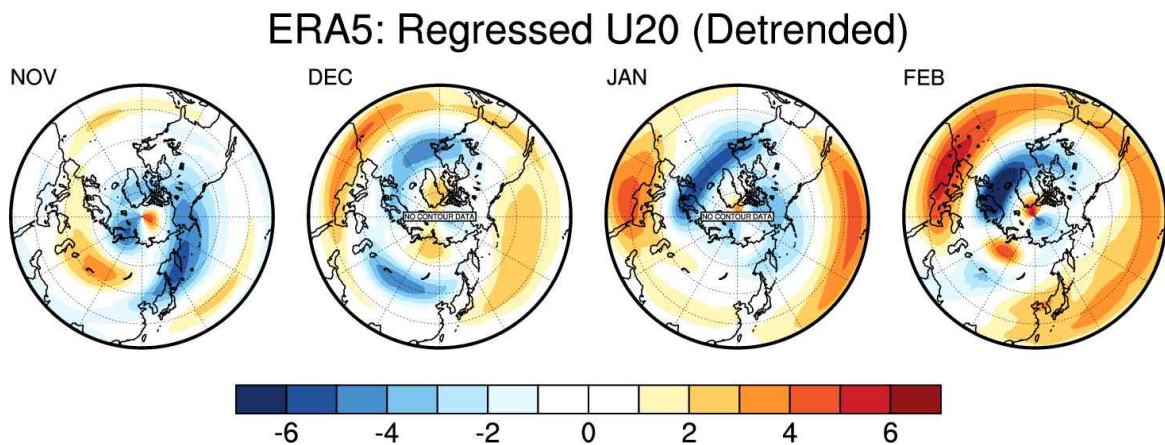 ERA5: Regressed U20 (Detrended)
NOV
DEC
JAN
FEB
NO CONTOUR DATA
NO CONTOUR DATA
-6 -4 -2 0 2 4 6